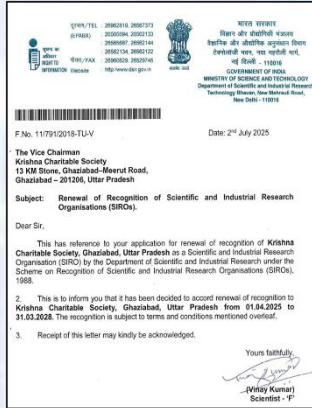 दूरभाष/TEL : 26962819, 26567373
(EPABX) : 26565694, 26562133
: 26565687, 26562144
: 26562134, 26562122
फैक्स/FAX : 26960629, 26529745
Website : http://www.dsir.gov.in
सूचना का
अधिकार
RIGHT TO
INFORMATION
भारत सरकार
विज्ञान और प्रौद्योगिकी मंत्रालय
वैज्ञानिक और औद्योगिक अनुसंधान विभाग
टेक्नोलॉजी भवन, नया महरौली मार्ग,
नई दिल्ली - 110016
GOVERNMENT OF INDIA
MINISTRY OF SCIENCE AND TECHNOLOGY
Department of Scientific and Industrial Research
Technology Bhavan, New Mehrauli Road,
New Delhi - 110016
F.No. 11/791/2018-TU-V
Date: 2nd July 2025
The Vice Chairman
Krishna Charitable Society
13 KM Stone, Ghaziabad–Meerut Road,
Ghaziabad – 201206, Uttar Pradesh
Subject: Renewal of Recognition of Scientific and Industrial Research
Organisations (SIROs).
Dear Sir,
This has reference to your application for renewal of recognition of Krishna
Charitable Society, Ghaziabad, Uttar Pradesh as a Scientific and Industrial Research
Organisation (SIRO) by the Department of Scientific and Industrial Research under the
Scheme on Recognition of Scientific and Industrial Research Organisations (SIROs),
1988.
2. This is to inform you that it has been decided to accord renewal of recognition to
Krishna Charitable Society, Ghaziabad, Uttar Pradesh from 01.04.2025 to
31.03.2028. The recognition is subject to terms and conditions mentioned overleaf.
3. Receipt of this letter may kindly be acknowledged.
Yours faithfully,
(Vinay Kumar)
Scientist - 'F'